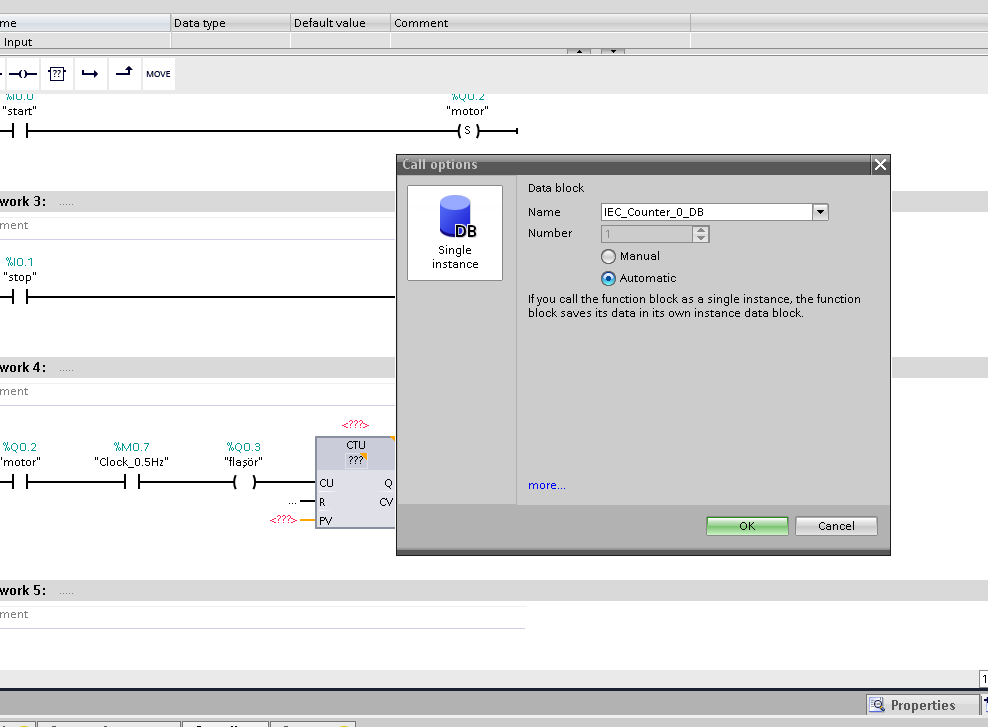 me Data type Default value Comment
Input
?? MOVE
%I0.0 %Q0.2
"start" "motor"
S
work 3: .....
ment
%I0.1
"stop"
work 4: .....
ment
<???>
%Q0.2 %M0.7 %Q0.3 CTU
"motor" "Clock_0.5Hz" "flaşör" ???
CU Q
... R CV
<???> PV
work 5: .....
ment
Call options
DB
Single
instance
Data block
Name IEC_Counter_0_DB
Number 1
Manual
Automatic
If you call the function block as a single instance, the function
block saves its data in its own instance data block.
more...
OK Cancel
1
Properties